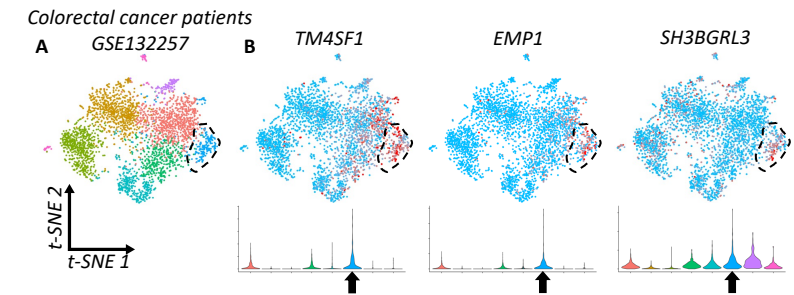 Colorectal cancer patients
A GSE132257
B TM4SF1 EMP1 SH3BGRL3
t-SNE 2
t-SNE 1